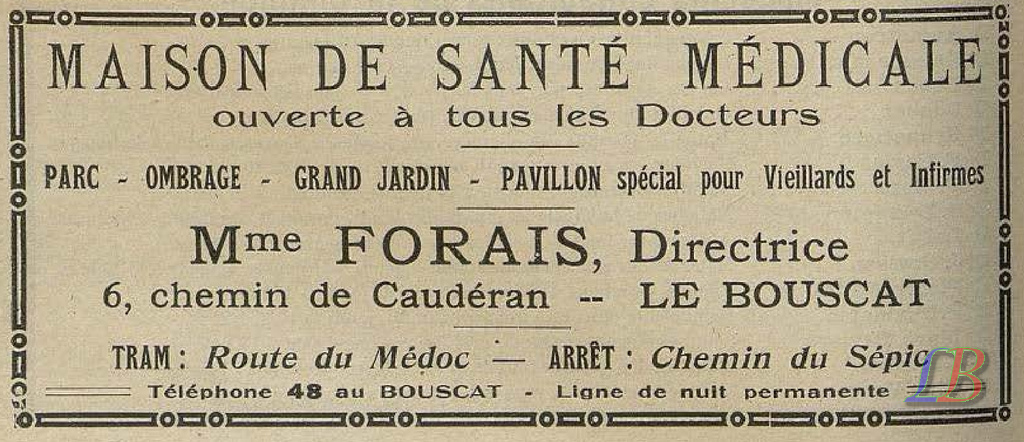 MAISON DE SANTÉ MÉDICALE
ouverte à tous les Docteurs
PARC - OMBRAGE - GRAND JARDIN - PAVILLON spécial pour Vieillards et Infirmes
Mme FORAIS, Directrice
6, chemin de Caudéran -- LE BOUSCAT
TRAM : Route du Médoc — ARRÊT : Chemin du Sépic
Téléphone 48 au BOUSCAT - Ligne de nuit permanente
LB